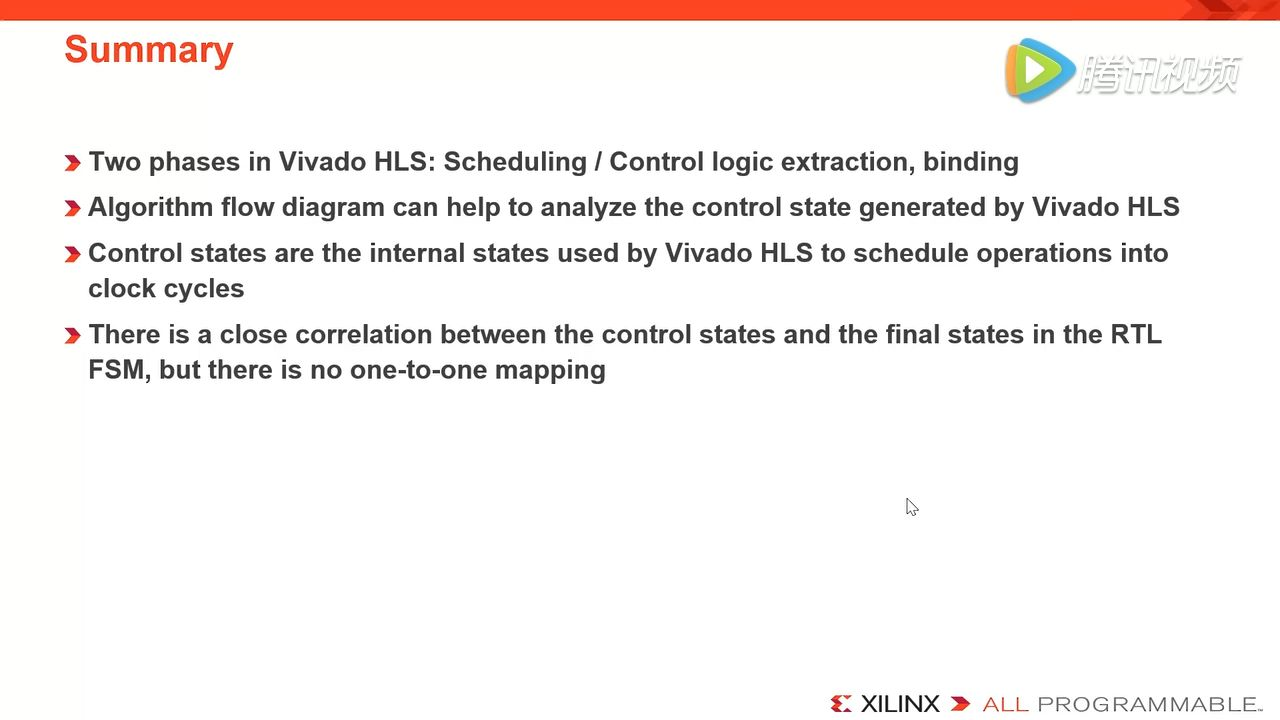 Summary
腾讯视频
Two phases in Vivado HLS: Scheduling / Control logic extraction, binding
Algorithm flow diagram can help to analyze the control state generated by Vivado HLS
Control states are the internal states used by Vivado HLS to schedule operations into
clock cycles
There is a close correlation between the control states and the final states in the RTL
FSM, but there is no one-to-one mapping
XILINX ALL PROGRAMMABLE™